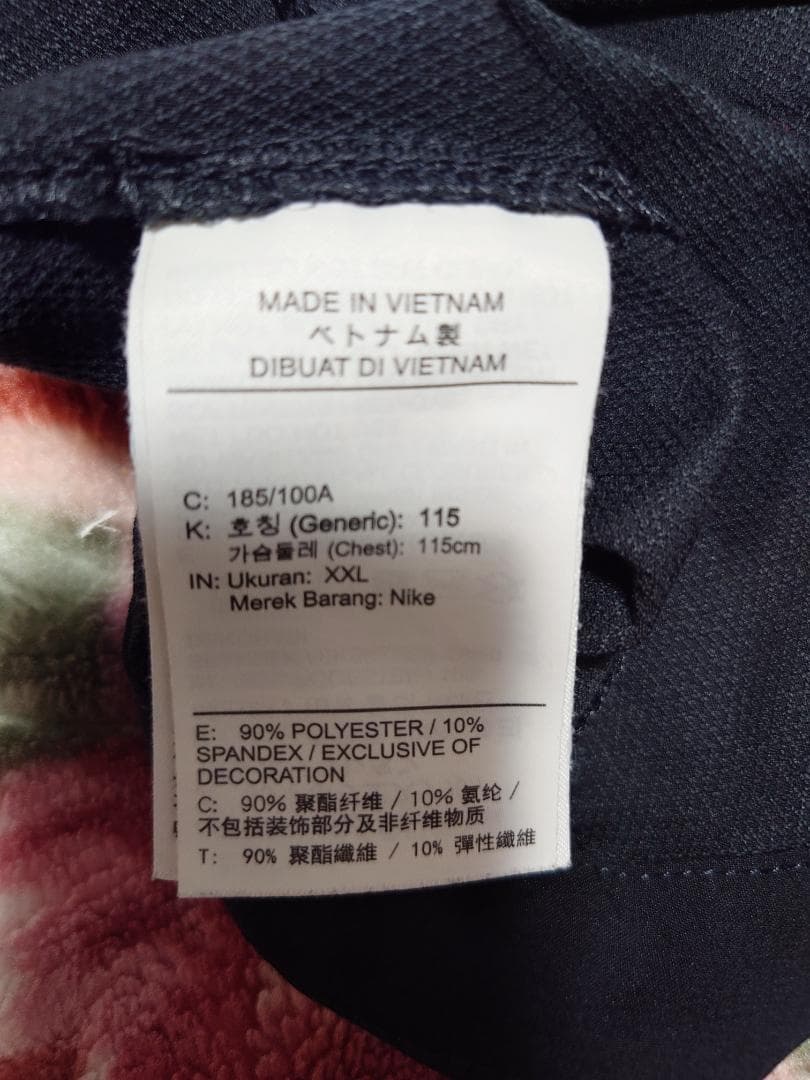 MADE IN VIETNAM
ベトナム製
DIBUAT DI VIETNAM
C: 185/100A
K: 호칭 (Generic): 115
가슴둘레 (Chest): 115cm
IN: Ukuran: XXL
Merek Barang: Nike
E: 90% POLYESTER / 10%
SPANDEX / EXCLUSIVE OF
DECORATION
C: 90% 聚酯纤维 / 10% 氨纶 /
不包括装饰部分及非纤维物质
T: 90% 聚酯纖維 / 10% 彈性纖維